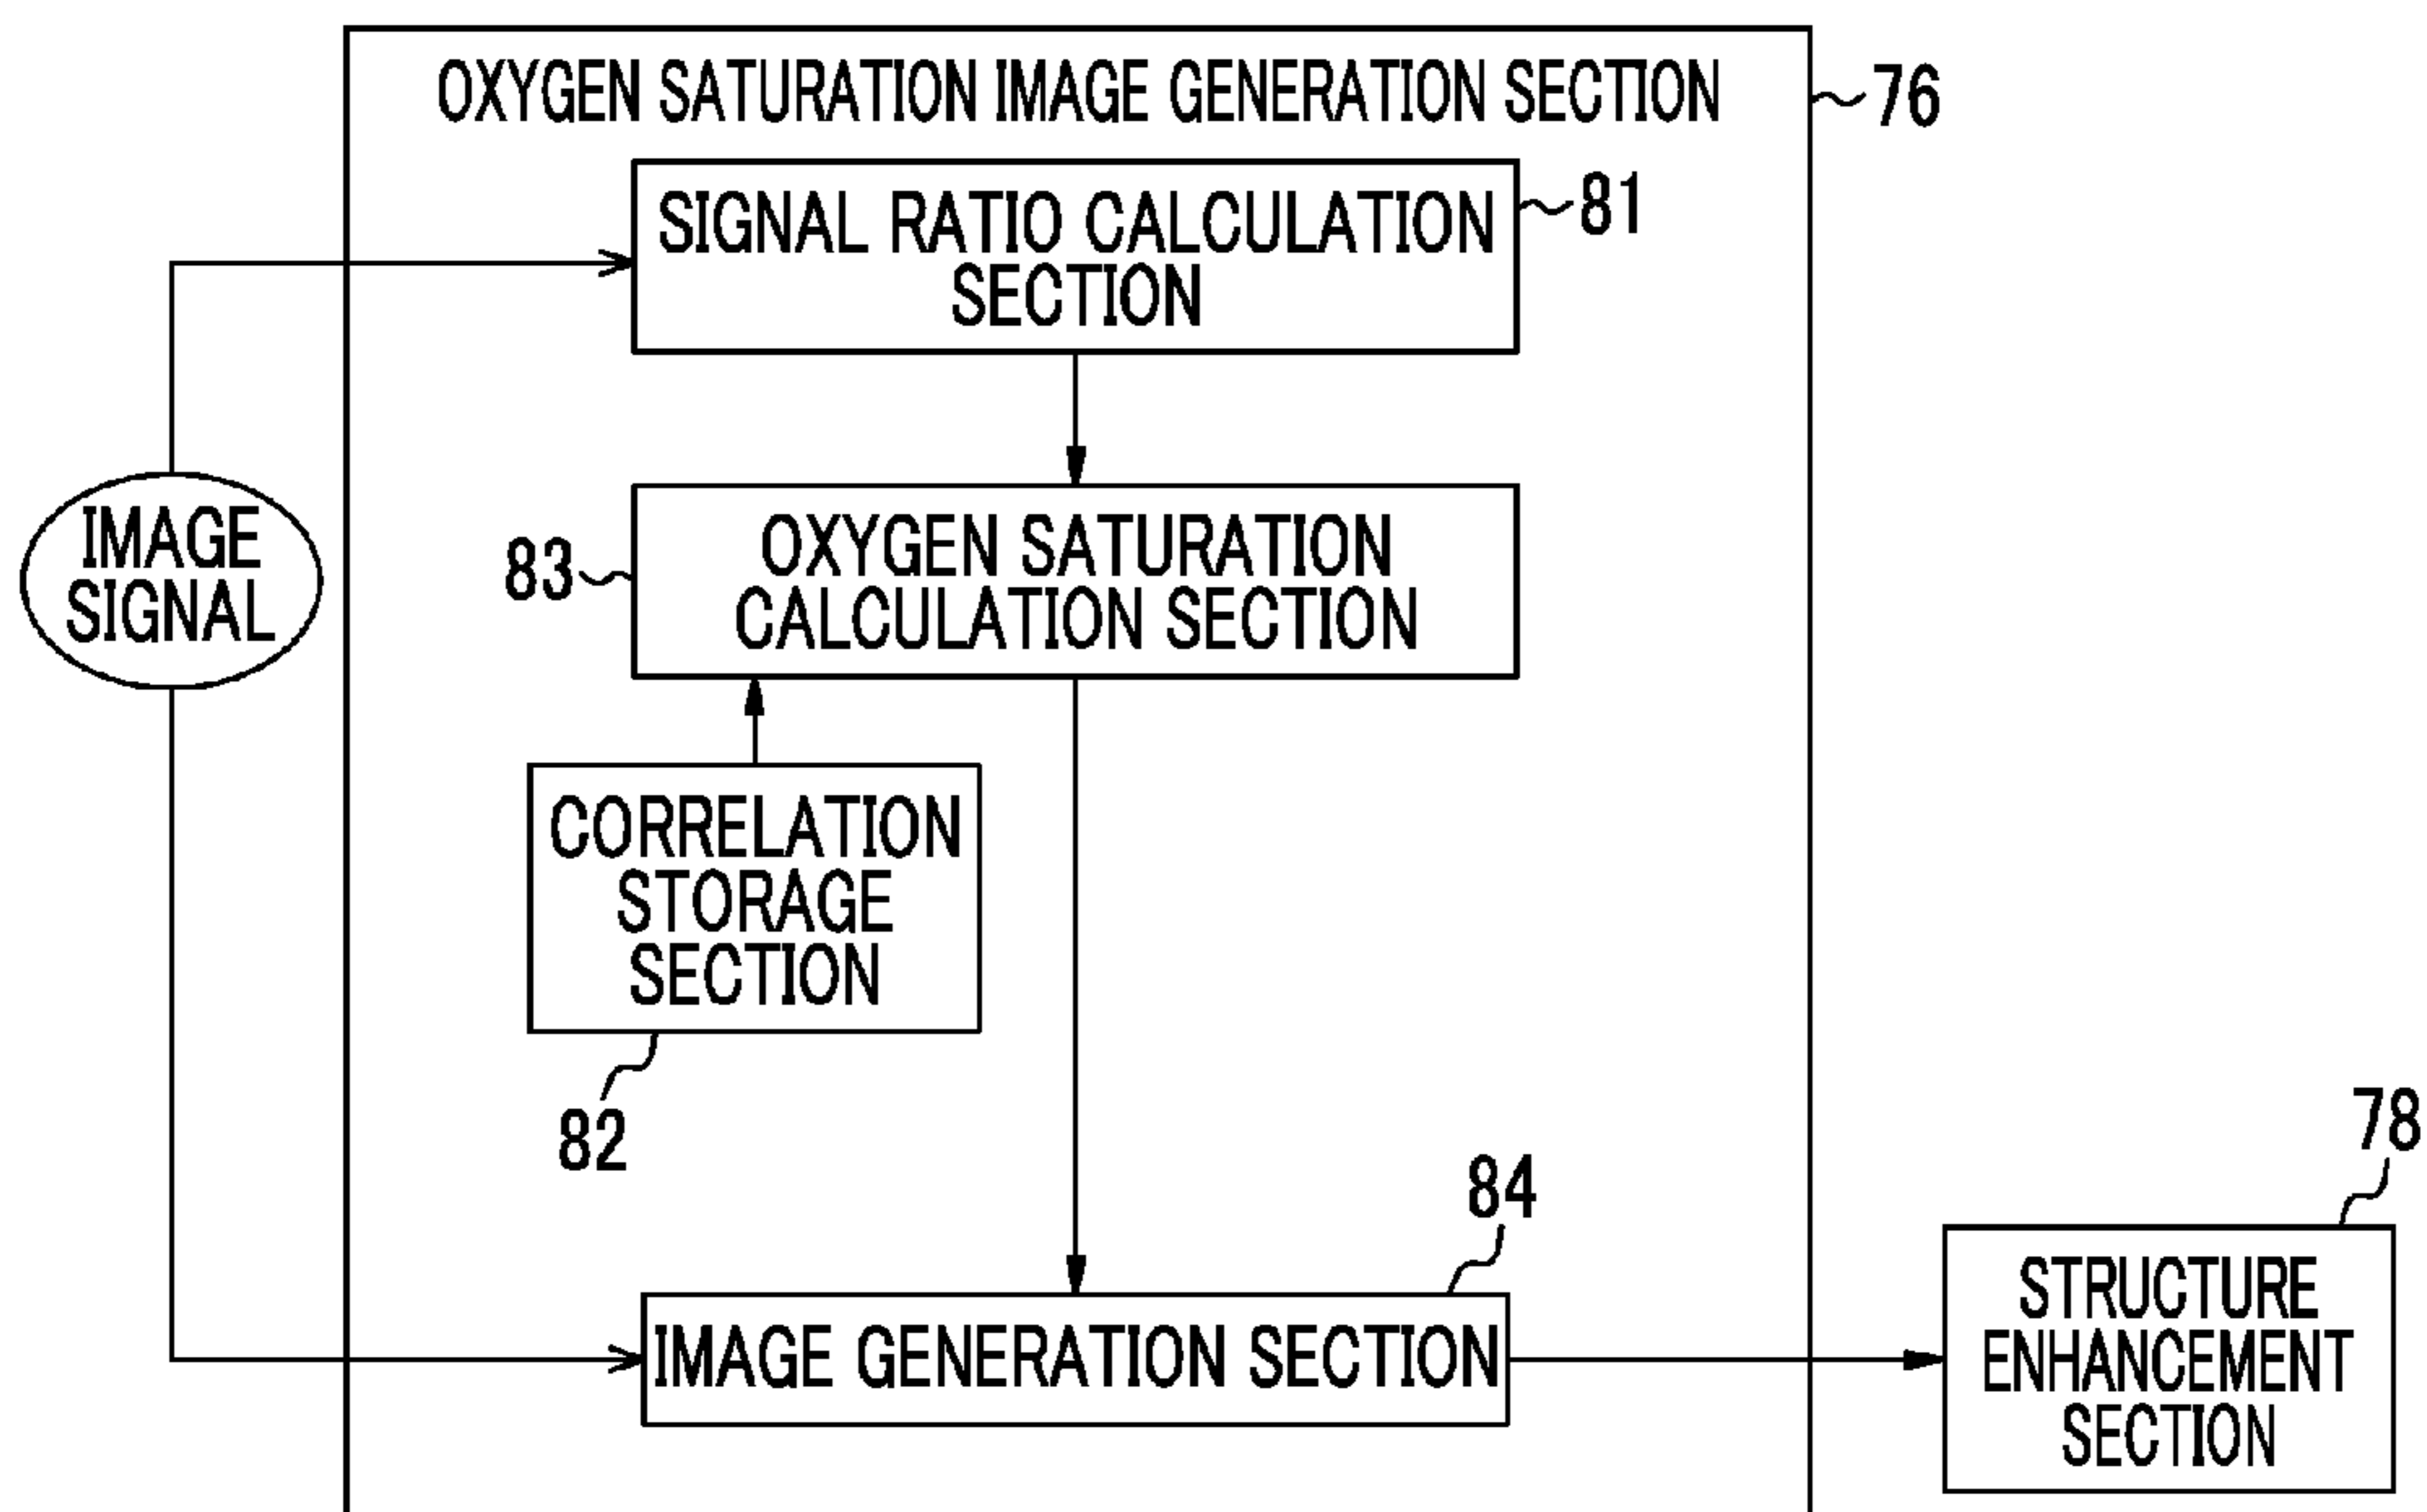 OXYGEN SATURATION IMAGE GENERATION SECTION
76
SIGNAL RATIO CALCULATION
SECTION
81
IMAGE
SIGNAL
83
OXYGEN SATURATION
CALCULATION SECTION
CORRELATION
STORAGE
SECTION
82
84
IMAGE GENERATION SECTION
78
STRUCTURE
ENHANCEMENT
SECTION